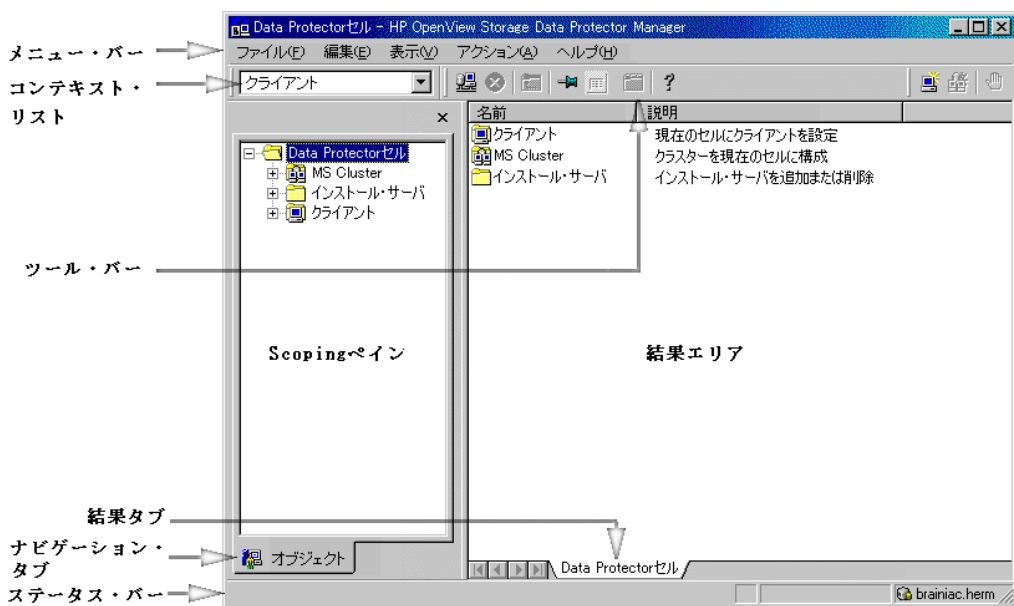 Data Protectorセル - HP OpenView Storage Data Protector Manager
メニュー・バー
ファイル(F) 編集(E) 表示(V) アクション(A) ヘルプ(H)
コンテキスト・
リスト
クライアント
?
名前 説明
クライアント 現在のセルにクライアントを設定
MS Cluster クラスターを現在のセルに構成
インストール・サーバ インストール・サーバを追加または削除
Data Protectorセル
MS Cluster
インストール・サーバ
クライアント
ツール・バー
Scopingペイン
結果エリア
結果タブ
ナビゲーション・
タブ
オブジェクト
Data Protectorセル
ステータス・バー
brainiac.herm